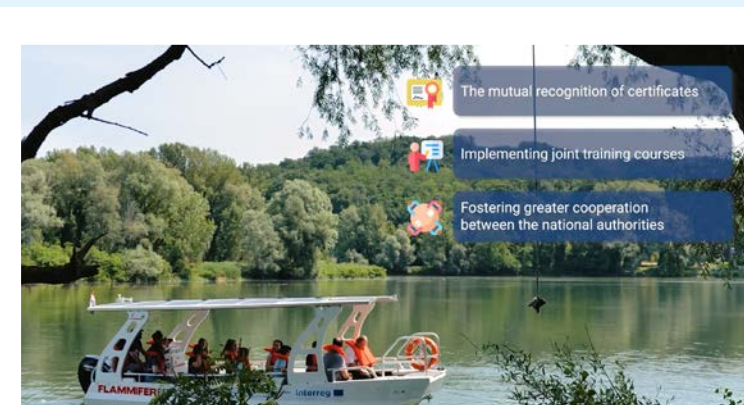 The mutual recognition of certificates
Implementing joint training courses
Fostering greater cooperation
between the national authorities
FLAMMIFER
interreg